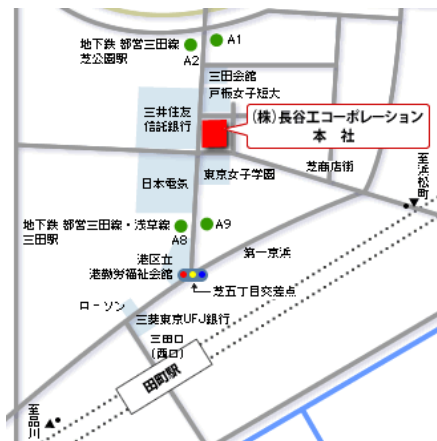 地下鉄 都営三田線
芝公園駅
A1
A2
三田会館
戸板女子短大
三井住友
信託銀行
(株)長谷工コーポレーション
本 社
芝商店街
東京女子学園
日本電気
至浜松町
地下鉄 都営三田線・浅草線
三田駅
A9
A8
第一京浜
港区立
港勤労福祉会館
芝五丁目交差点
ローソン
三菱東京UFJ銀行
三田口
(西口)
田町駅
至品川